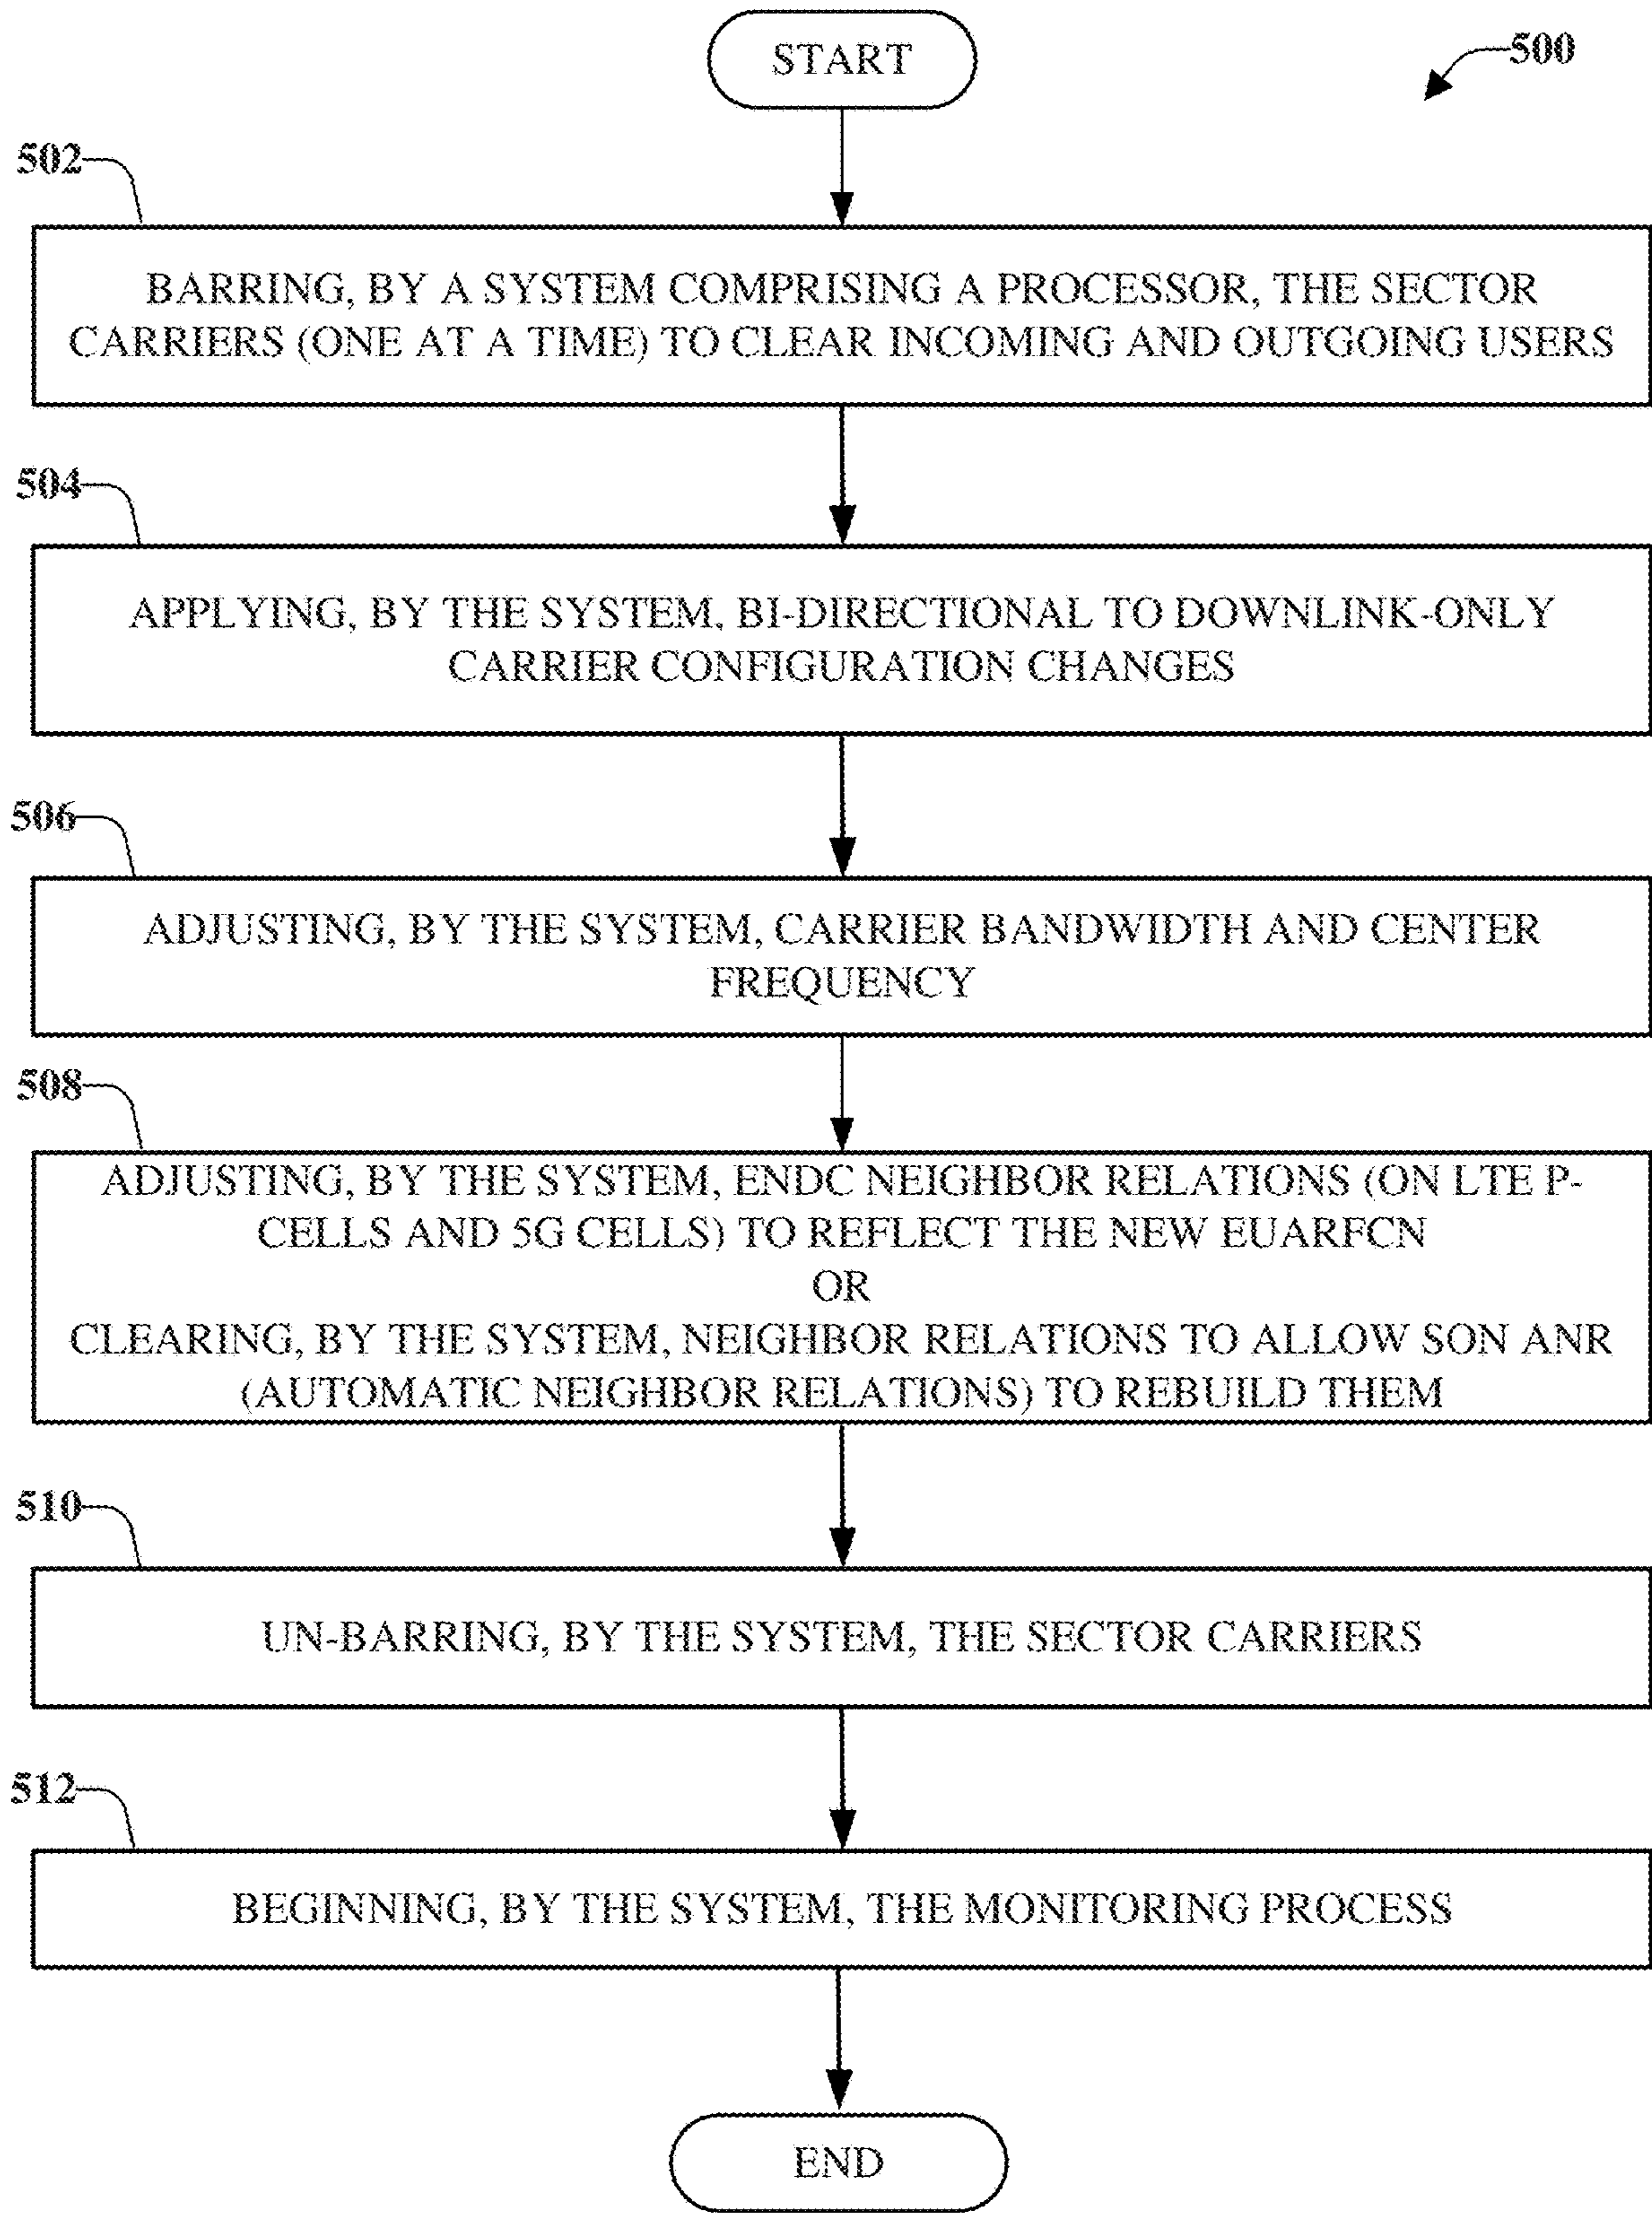 START
500
502
BARRING, BY A SYSTEM COMPRISING A PROCESSOR, THE SECTOR
CARRIERS (ONE AT A TIME) TO CLEAR INCOMING AND OUTGOING USERS
504
APPLYING, BY THE SYSTEM, BI-DIRECTIONAL TO DOWNLINK-ONLY
CARRIER CONFIGURATION CHANGES
506
ADJUSTING, BY THE SYSTEM, CARRIER BANDWIDTH AND CENTER
FREQUENCY
508
ADJUSTING, BY THE SYSTEM, ENDC NEIGHBOR RELATIONS (ON LTE P-
CELLS AND 5G CELLS) TO REFLECT THE NEW EUARFCN
OR
CLEARING, BY THE SYSTEM, NEIGHBOR RELATIONS TO ALLOW SON ANR
(AUTOMATIC NEIGHBOR RELATIONS) TO REBUILD THEM
510
UN-BARRING, BY THE SYSTEM, THE SECTOR CARRIERS
512
BEGINNING, BY THE SYSTEM, THE MONITORING PROCESS
END